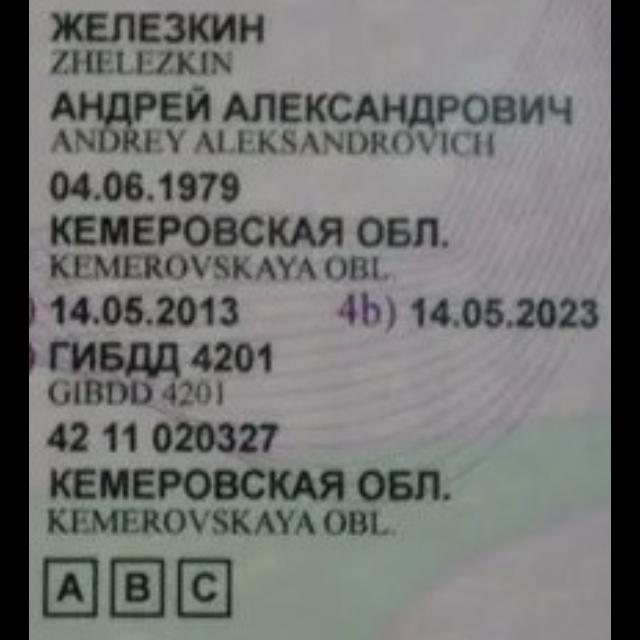 ЖЕЛЕЗКИН
ZHELEZKIN
АНДРЕЙ АЛЕКСАНДРОВИЧ
ANDREY ALEKSANDROVICH
04.06.1979
КЕМЕРОВСКАЯ ОБЛ.
KEMEROVSKAYA OBL.
) 14.05.2013 4b) 14.05.2023
) ГИБДД 4201
GIBDD 4201
42 11 020327
КЕМЕРОВСКАЯ ОБЛ.
KEMEROVSKAYA OBL.
A B C